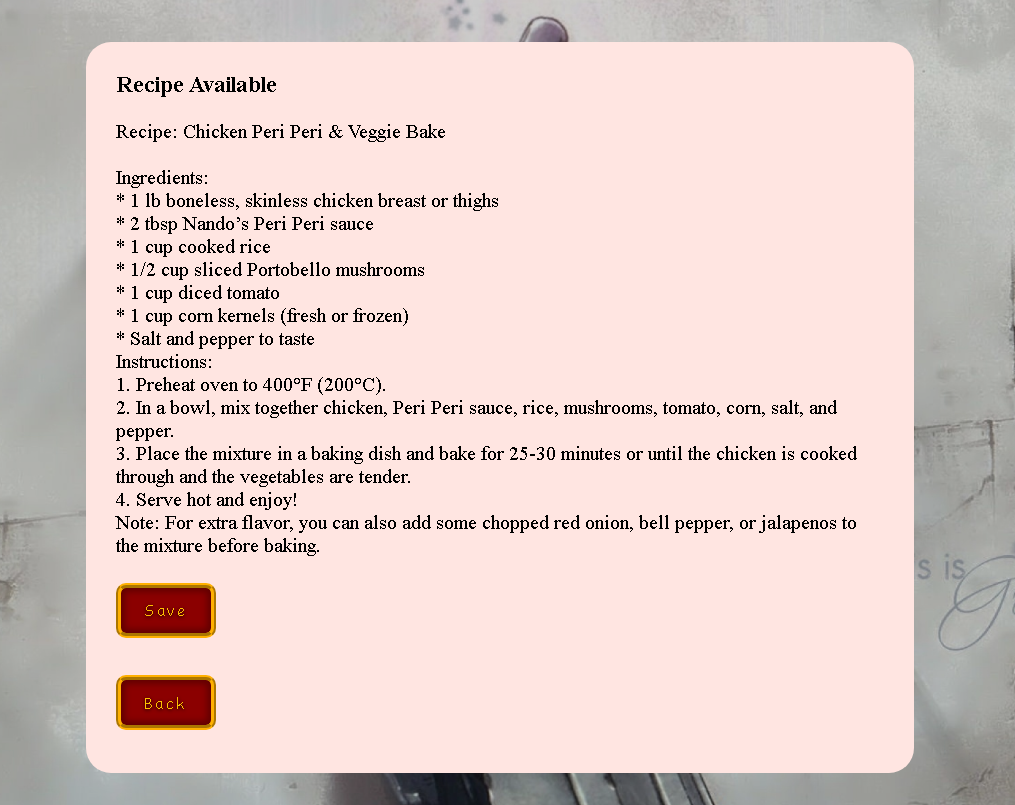 Recipe Available
Recipe: Chicken Peri Peri & Veggie Bake
Ingredients:
* 1 lb boneless, skinless chicken breast or thighs
* 2 tbsp Nando’s Peri Peri sauce
* 1 cup cooked rice
* 1/2 cup sliced Portobello mushrooms
* 1 cup diced tomato
* 1 cup corn kernels (fresh or frozen)
* Salt and pepper to taste
Instructions:
1. Preheat oven to 400°F (200°C).
2. In a bowl, mix together chicken, Peri Peri sauce, rice, mushrooms, tomato, corn, salt, and
pepper.
3. Place the mixture in a baking dish and bake for 25-30 minutes or until the chicken is cooked
through and the vegetables are tender.
4. Serve hot and enjoy!
Note: For extra flavor, you can also add some chopped red onion, bell pepper, or jalapenos to
the mixture before baking.
is
Save
Back